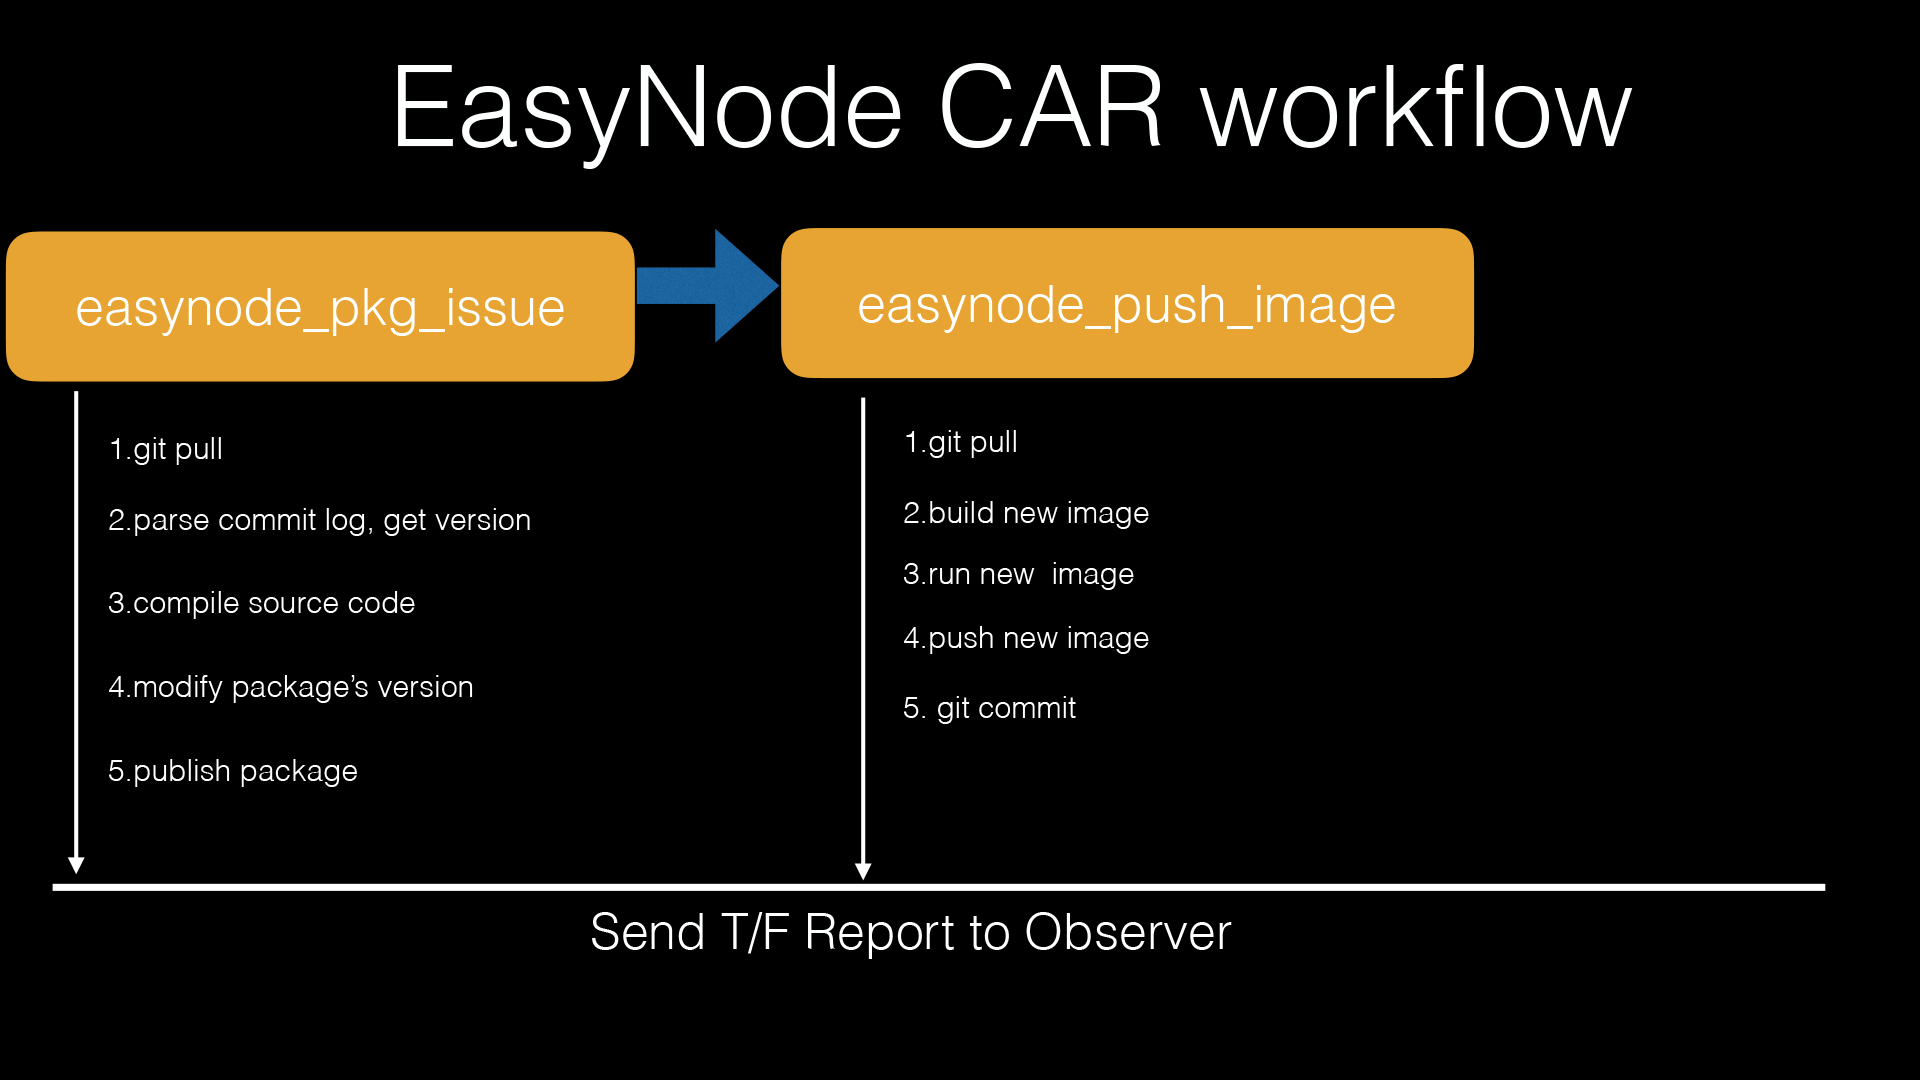 EasyNode CAR workflow
easynode_pkg_issue
easynode_push_image
1.git pull
2.parse commit log, get version
3.compile source code
4.modify package’s version
5.publish package
1.git pull
2.build new image
3.run new  image
4.push new image
5. git commit
Send T/F Report to Observer